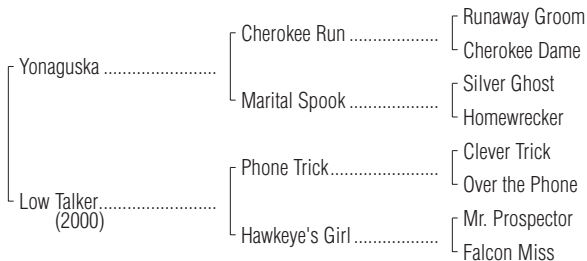 Runaway Groom
Cherokee Run ...................
Cherokee Dame
Yonaguska ........................
Silver Ghost
Marital Spook ...................
Homewrecker
Clever Trick
Phone Trick.......................
Over the Phone
Low Talker.........................
(2000)
Mr. Prospector
Hawkeye's Girl ..................
Falcon Miss